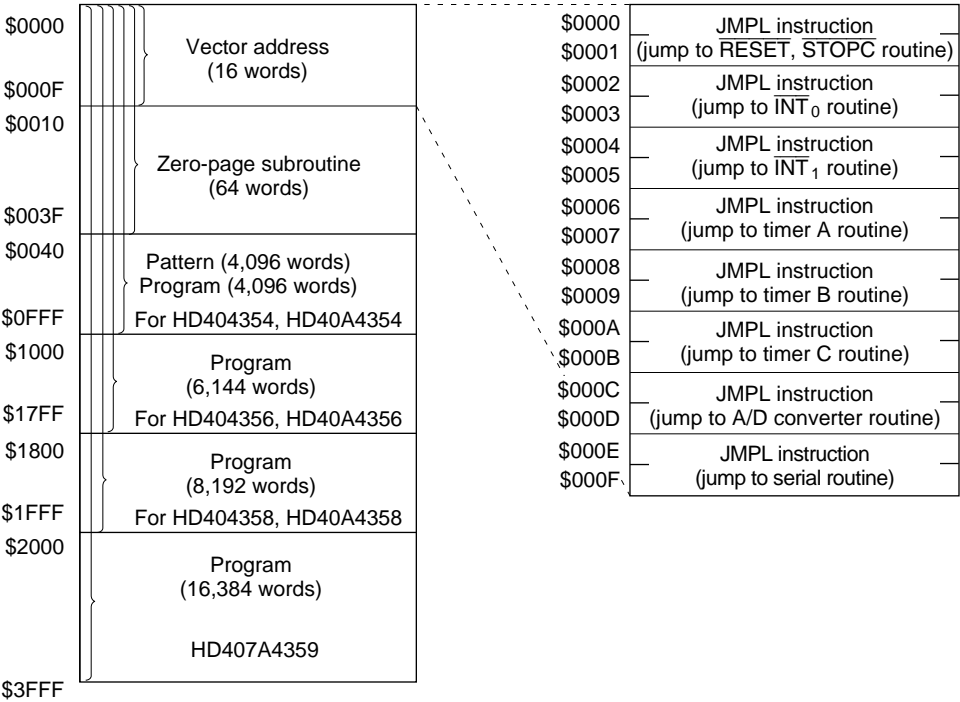 $0000
Vector address
(16 words)
$000F
$0010
Zero-page subroutine
(64 words)
$003F
$0040
Pattern (4,096 words)
Program (4,096 words)
For HD404354, HD40A4354
$0FFF
$1000
Program
(6,144 words)
For HD404356, HD40A4356
$17FF
$1800
Program
(8,192 words)
For HD404358, HD40A4358
$1FFF
$2000
Program
(16,384 words)
HD407A4359
$3FFF
$0000
JMPL instruction
$0001
(jump to RESET, STOPC routine)
$0002
JMPL instruction
(jump to INT0 routine)
$0003
$0004
JMPL instruction
(jump to INT1 routine)
$0005
$0006
JMPL instruction
(jump to timer A routine)
$0007
$0008
JMPL instruction
(jump to timer B routine)
$0009
$000A
JMPL instruction
(jump to timer C routine)
$000B
$000C
JMPL instruction
(jump to A/D converter routine)
$000D
$000E
JMPL instruction
(jump to serial routine)
$000F